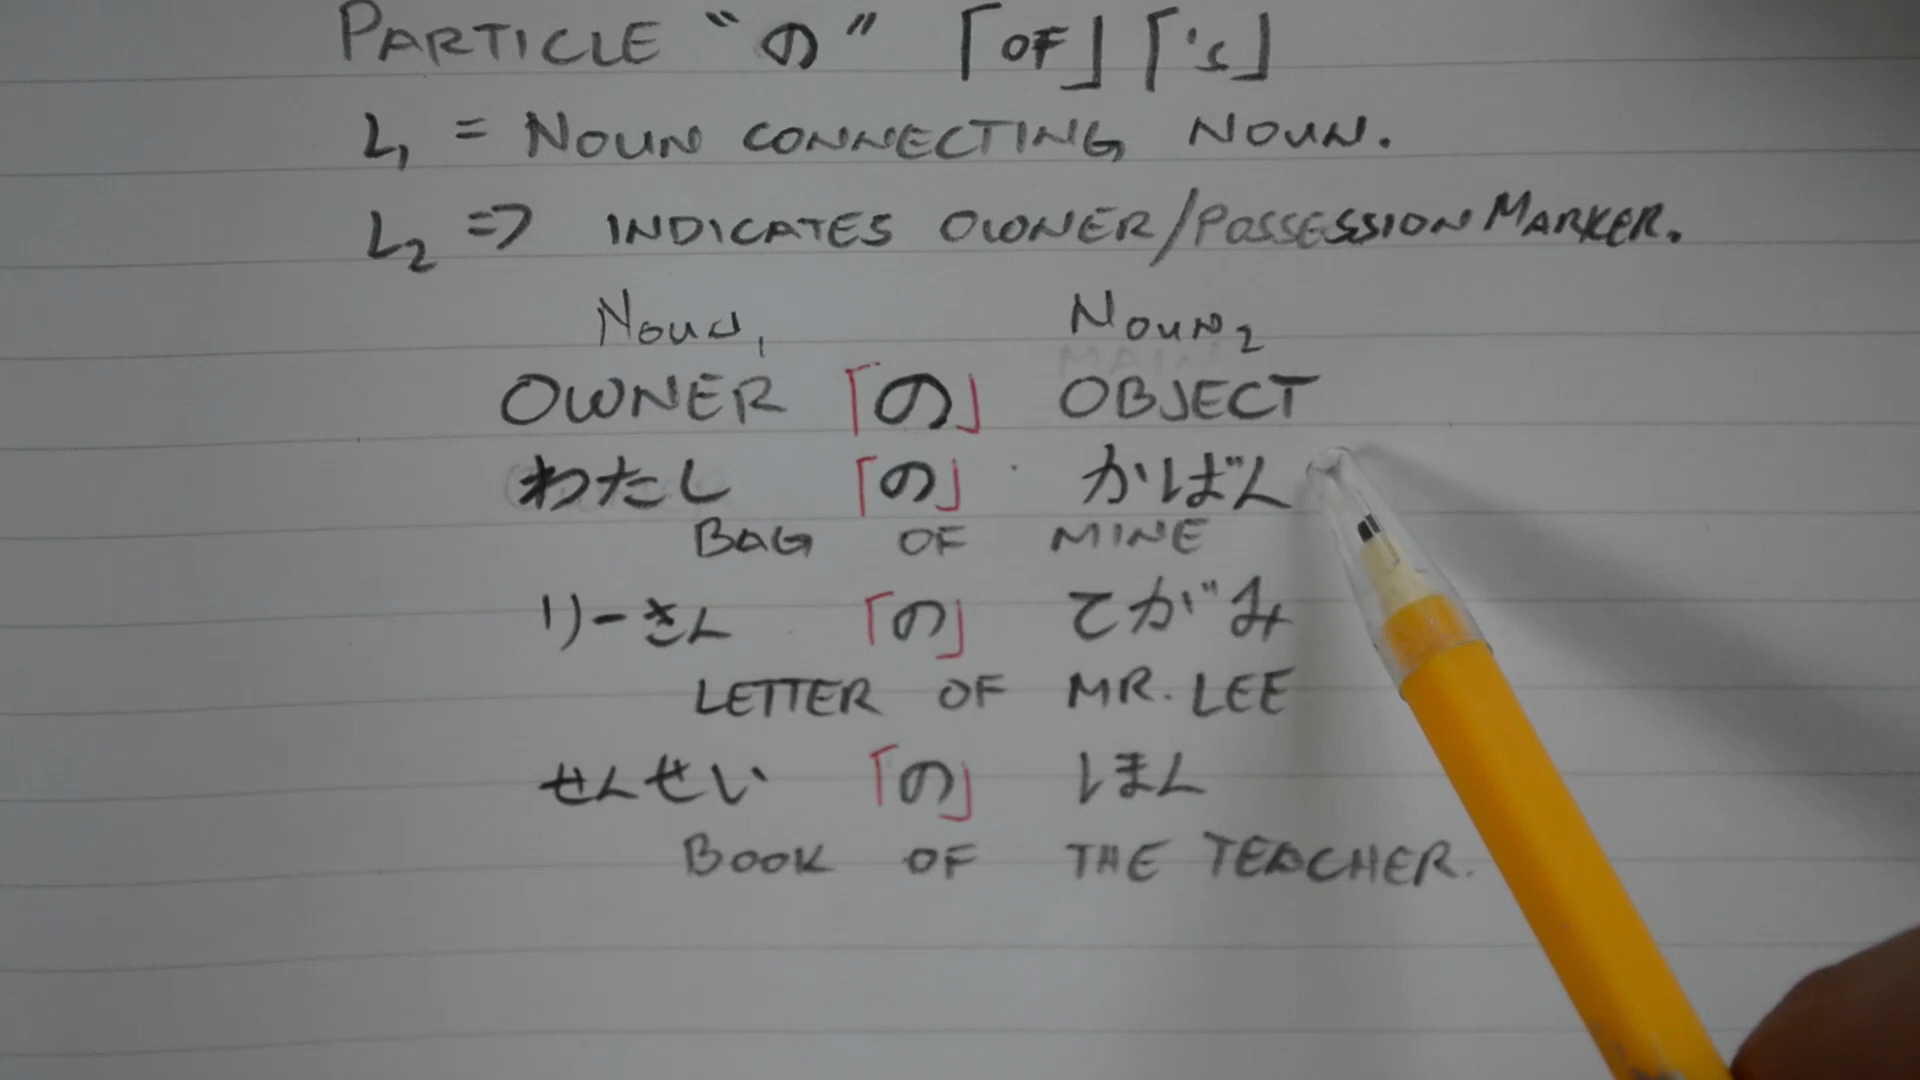 PARTICLE "の" 「OF」 「's」
L1 = NOUN CONNECTING NOUN.
L2 => INDICATES OWNER/POSSESSION MARKER.
NOUN1 NOUN2
OWNER 「の」 OBJECT
わたし 「の」 かばん
BAG OF MINE
リーさん 「の」 てがみ
LETTER OF MR. LEE
せんせい 「の」 ほん
BOOK OF THE TEACHER.